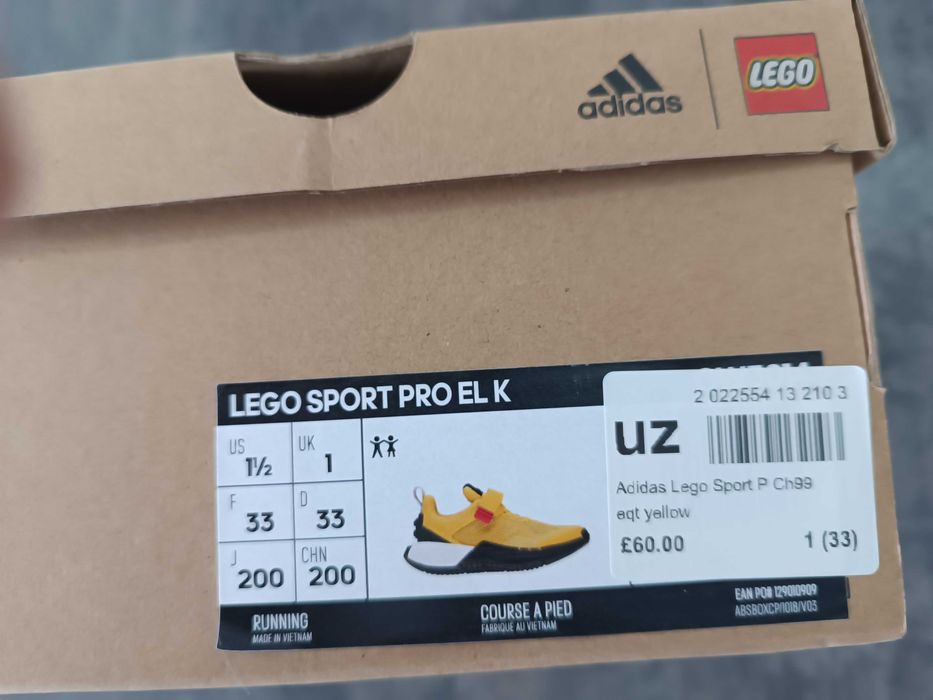 adidas
LEGO
LEGO SPORT PRO EL K
US
1½
UK
1
F
33
D
33
J
200
CHN
200
RUNNING
MADE IN VIETNAM
COURSE A PIED
FABRIQUÉ AU VIETNAM
EAN PO# 129010909
ABSBOXCP/1018/V03
2 022554 13 210 3
uz
Adidas Lego Sport P Ch99
eqt yellow
£60.00
1 (33)